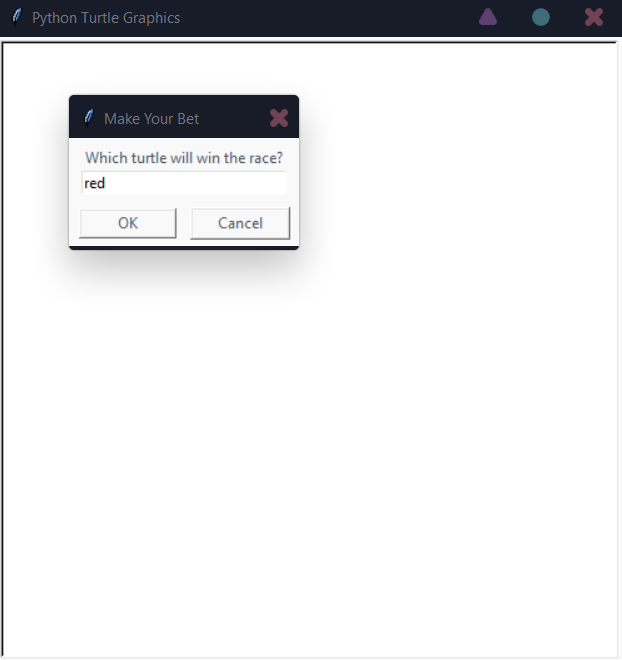 Python Turtle Graphics
Make Your Bet
Which turtle will win the race?
red
OK
Cancel